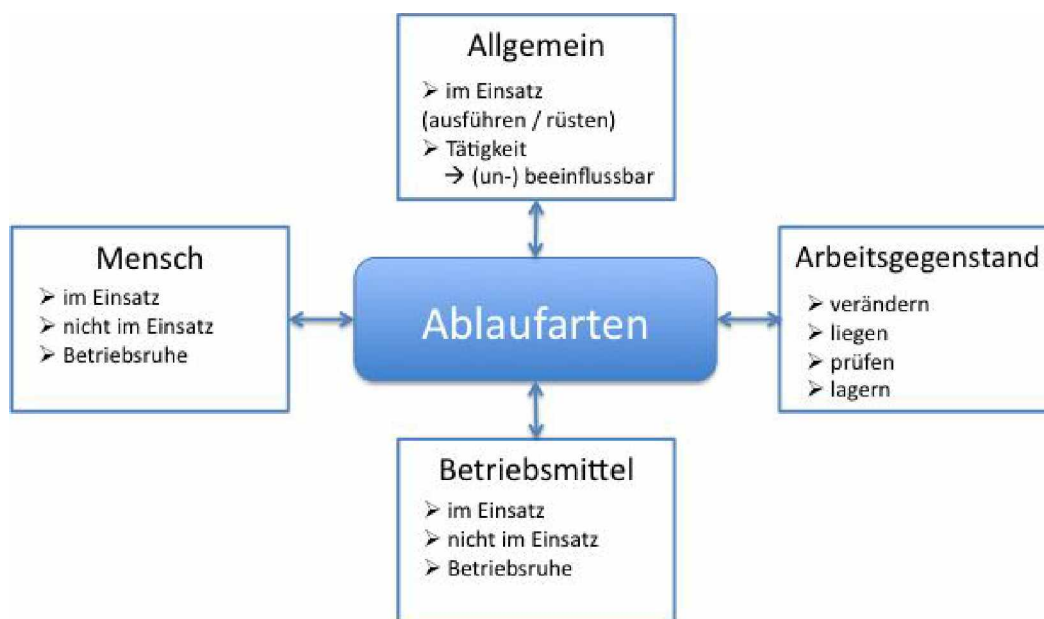 Allgemein
➢ im Einsatz
(ausführen / rüsten)
➢ Tätigkeit
→ (un-) beeinflussbar
Mensch
➢ im Einsatz
➢ nicht im Einsatz
➢ Betriebsruhe
Ablaufarten
Arbeitsgegenstand
➢ verändern
➢ liegen
➢ prüfen
➢ lagern
Betriebsmittel
➢ im Einsatz
➢ nicht im Einsatz
➢ Betriebsruhe